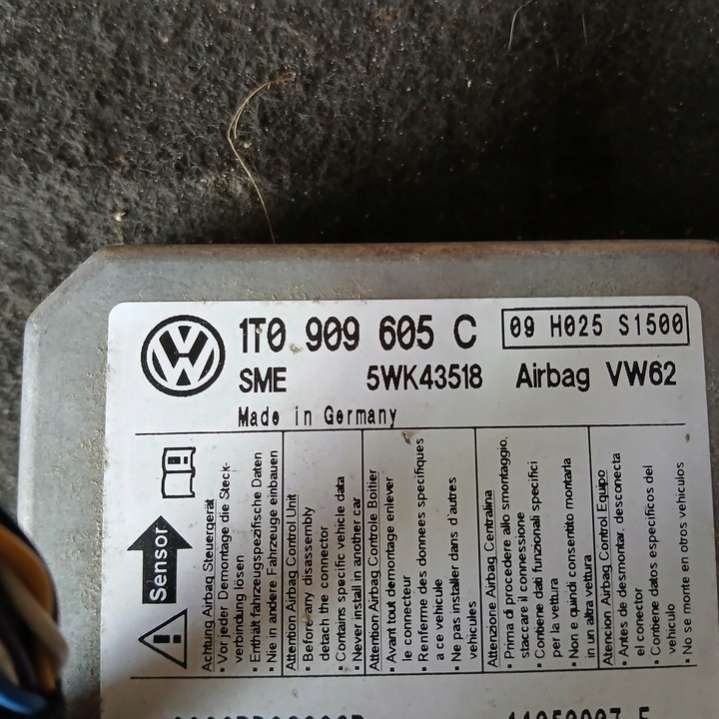 1T0 909 605 C
09 H025 S1500
SME 5WK43518 Airbag VW62
Made in Germany
Sensor
Achtung Airbag Steuergerät
• Vor jeder Demontage die Steck-
verbindung lösen
• Enthält fahrzeugspezifische Daten
• Nie in andere Fahrzeuge einbauen
Attention Airbag Control Unit
• Before any disassembly
detach the connector
• Contains specific vehicle data
• Never install in another car
Attention Airbag Controle Boitier
• Avant tout demontage enlever
le connecteur
• Renferme des donnees specifiques
a ce vehicule
• Ne pas installer dans d'autres
vehicules
Attenzione Airbag Centralina
• Prima di procedere allo smontaggio,
staccare il connessione
• Contiene dati funzionali specifici
per la vettura
• Non e quindi consentito montarla
in un altra vettura
Atencion Airbag Control Equipo
• Antes de desmontar, desconecta
el conector
• Contiene datos especificos del
vehiculo
• No se monte en otros vehiculos